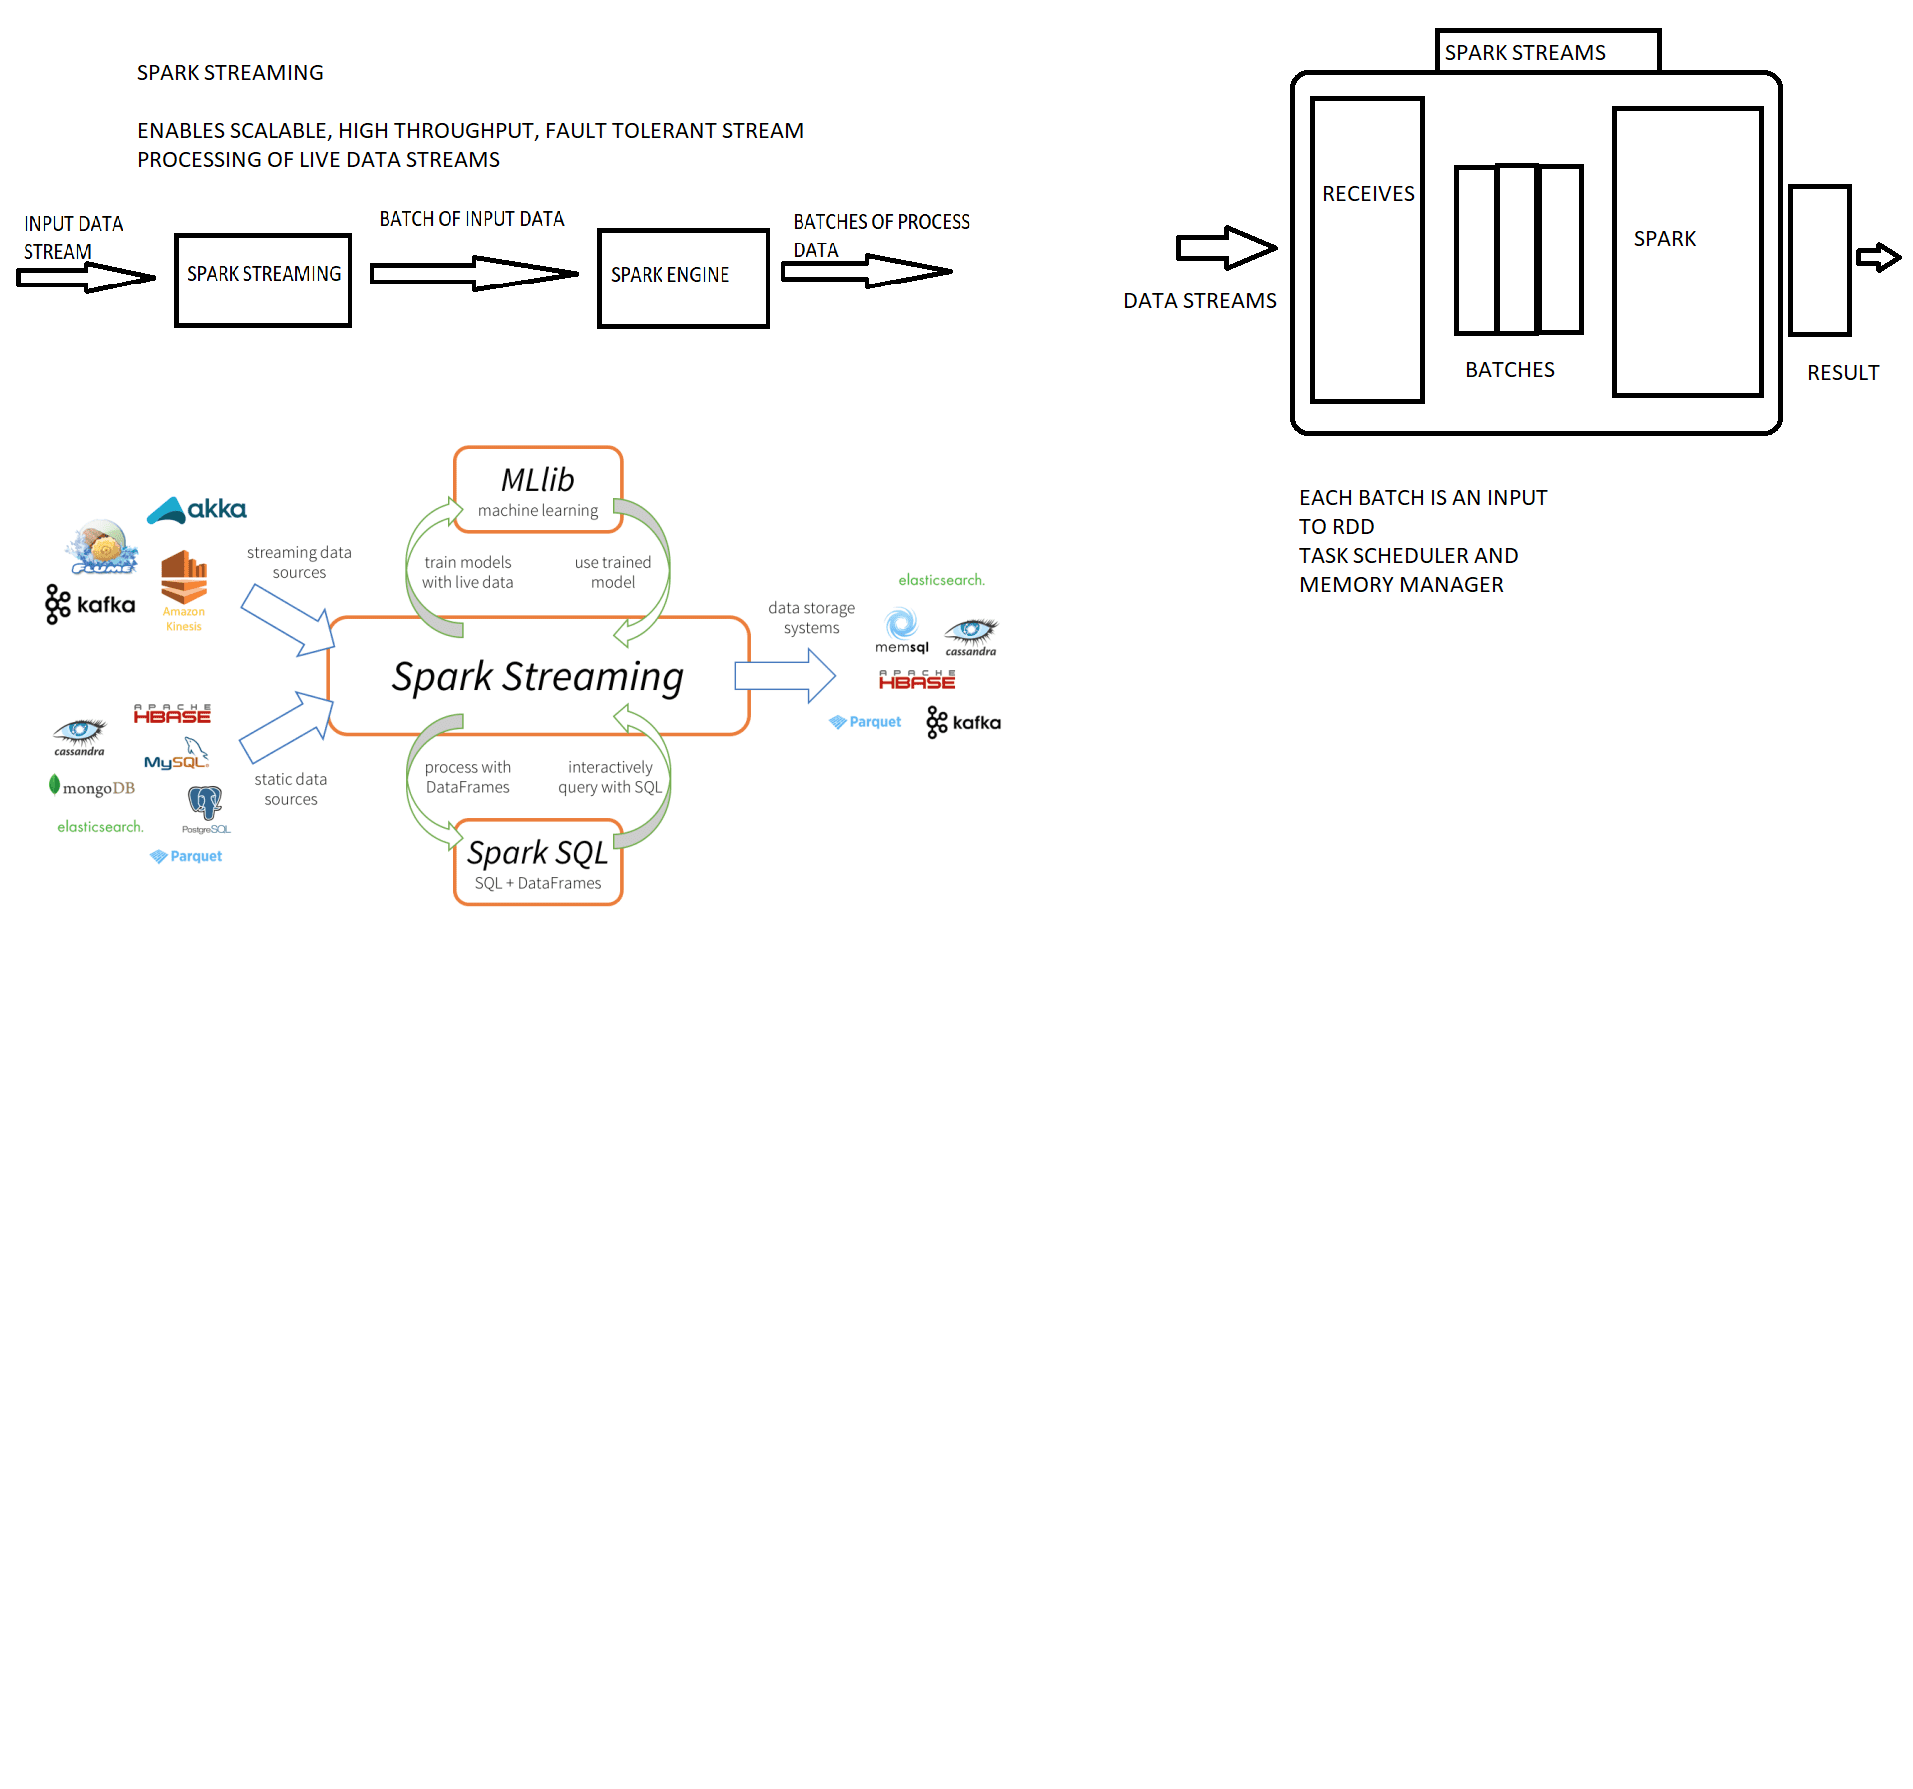 SPARK STREAMING
ENABLES SCALABLE, HIGH THROUGHPUT, FAULT TOLERANT STREAM
PROCESSING OF LIVE DATA STREAMS
INPUT DATA
STREAM
SPARK STREAMING
BATCH OF INPUT DATA
SPARK ENGINE
BATCHES OF PROCESS
DATA
SPARK STREAMS
RECEIVES
SPARK
DATA STREAMS
BATCHES
RESULT
EACH BATCH IS AN INPUT
TO RDD
TASK SCHEDULER AND
MEMORY MANAGER
akka
FLUME
kafka
Amazon
Kinesis
streaming data
sources
APACHE
HBASE
cassandra
MySQL
mongoDB
PostgreSQL
elasticsearch.
Parquet
static data
sources
MLlib
machine learning
train models
with live data
use trained
model
Spark Streaming
process with
DataFrames
interactively
query with SQL
Spark SQL
SQL + DataFrames
data storage
systems
elasticsearch.
memsql
cassandra
APACHE
HBASE
Parquet
kafka